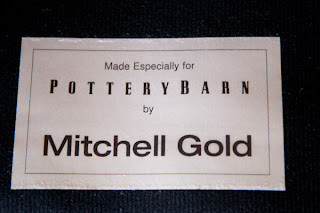 Made Especially for
POTTERYBARN
by
Mitchell Gold